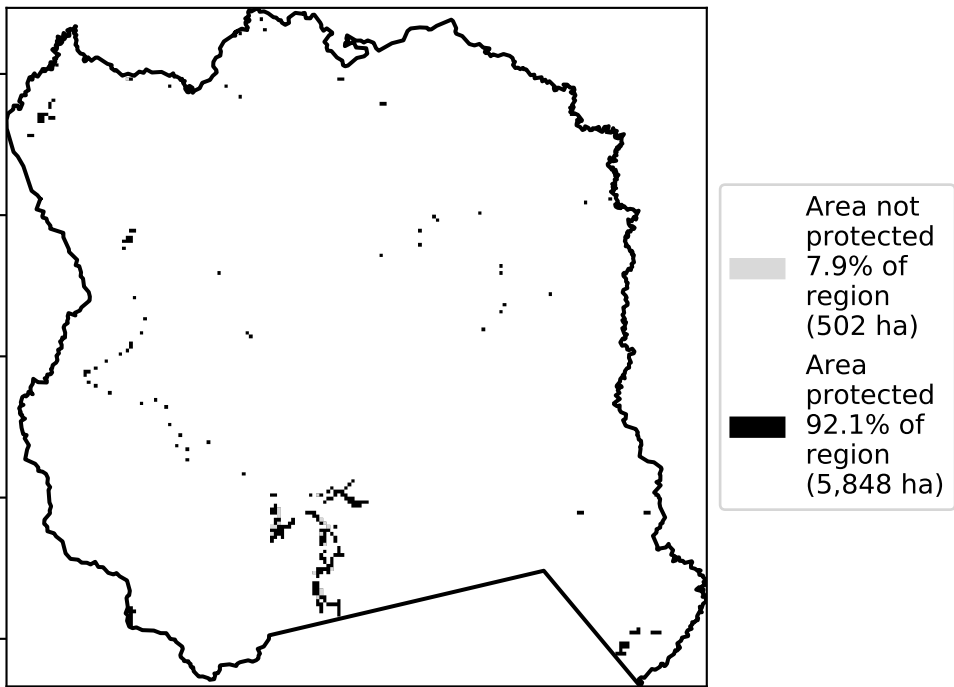 Area not
protected
7.9% of
region
(502 ha)
Area
protected
92.1% of
region
(5,848 ha)